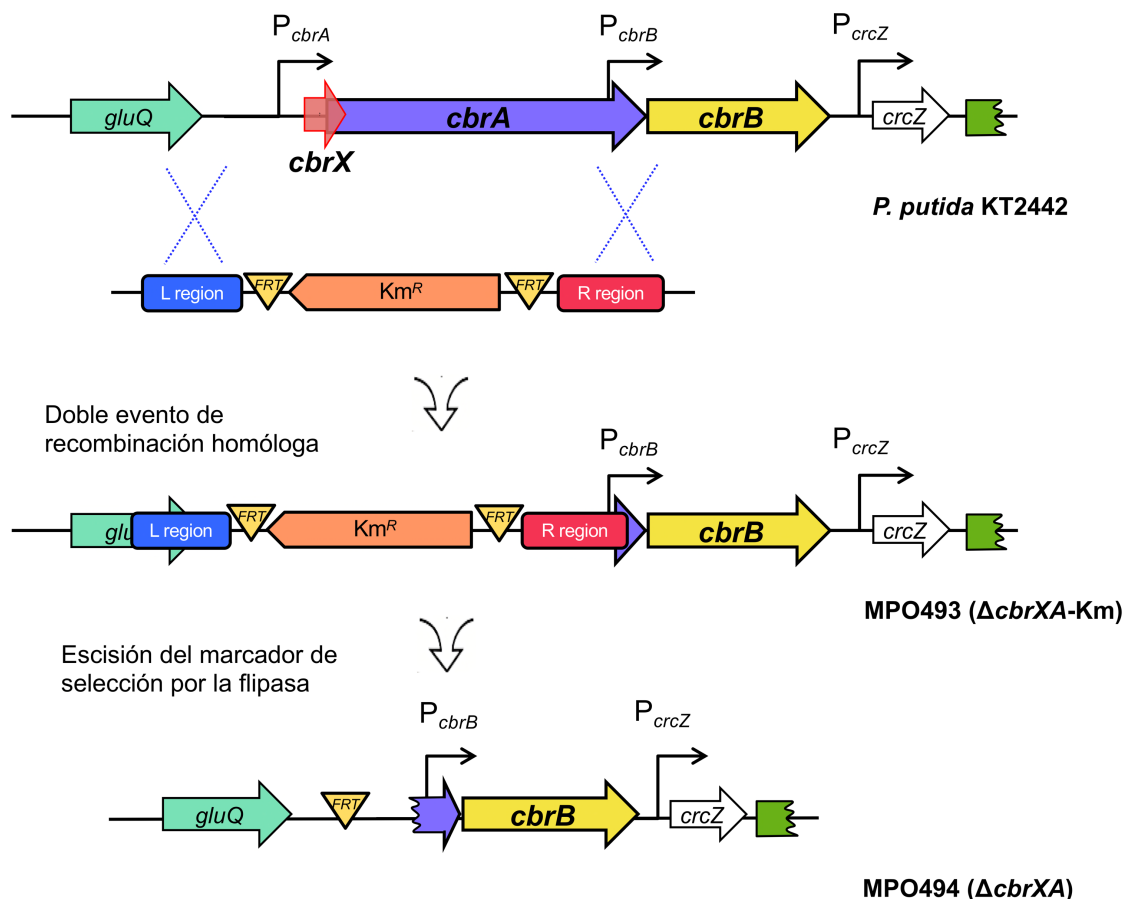 PcbrA PcbrB PcrcZ
gluQ cbrA cbrB crcZ
cbrX
P. putida KT2442
L region FRT KmR FRT R region
Doble evento de
recombinación homóloga
PcbrB PcrcZ
glu L region FRT KmR FRT R region cbrB crcZ
MPO493 (ΔcbrXA-Km)
Escisión del marcador de
selección por la flipasa
PcbrB PcrcZ
gluQ FRT cbrB crcZ
MPO494 (ΔcbrXA)